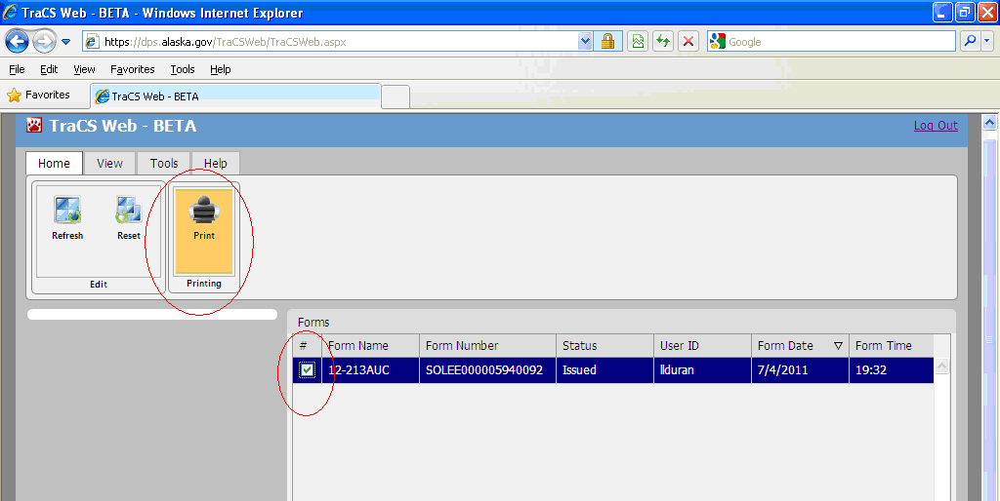 TraCS Web - BETA - Windows Internet Explorer
https://dps.alaska.gov/TraCSWeb/TraCSWeb.aspx
Google
File Edit View Favorites Tools Help
Favorites
TraCS Web - BETA
TraCS Web - BETA
Log Out
Home View Tools Help
Refresh Reset Print
Edit Printing
Forms
# Form Name Form Number Status User ID Form Date Form Time
12-213AUC SOLEE000005940092 Issued llduran 7/4/2011 19:32